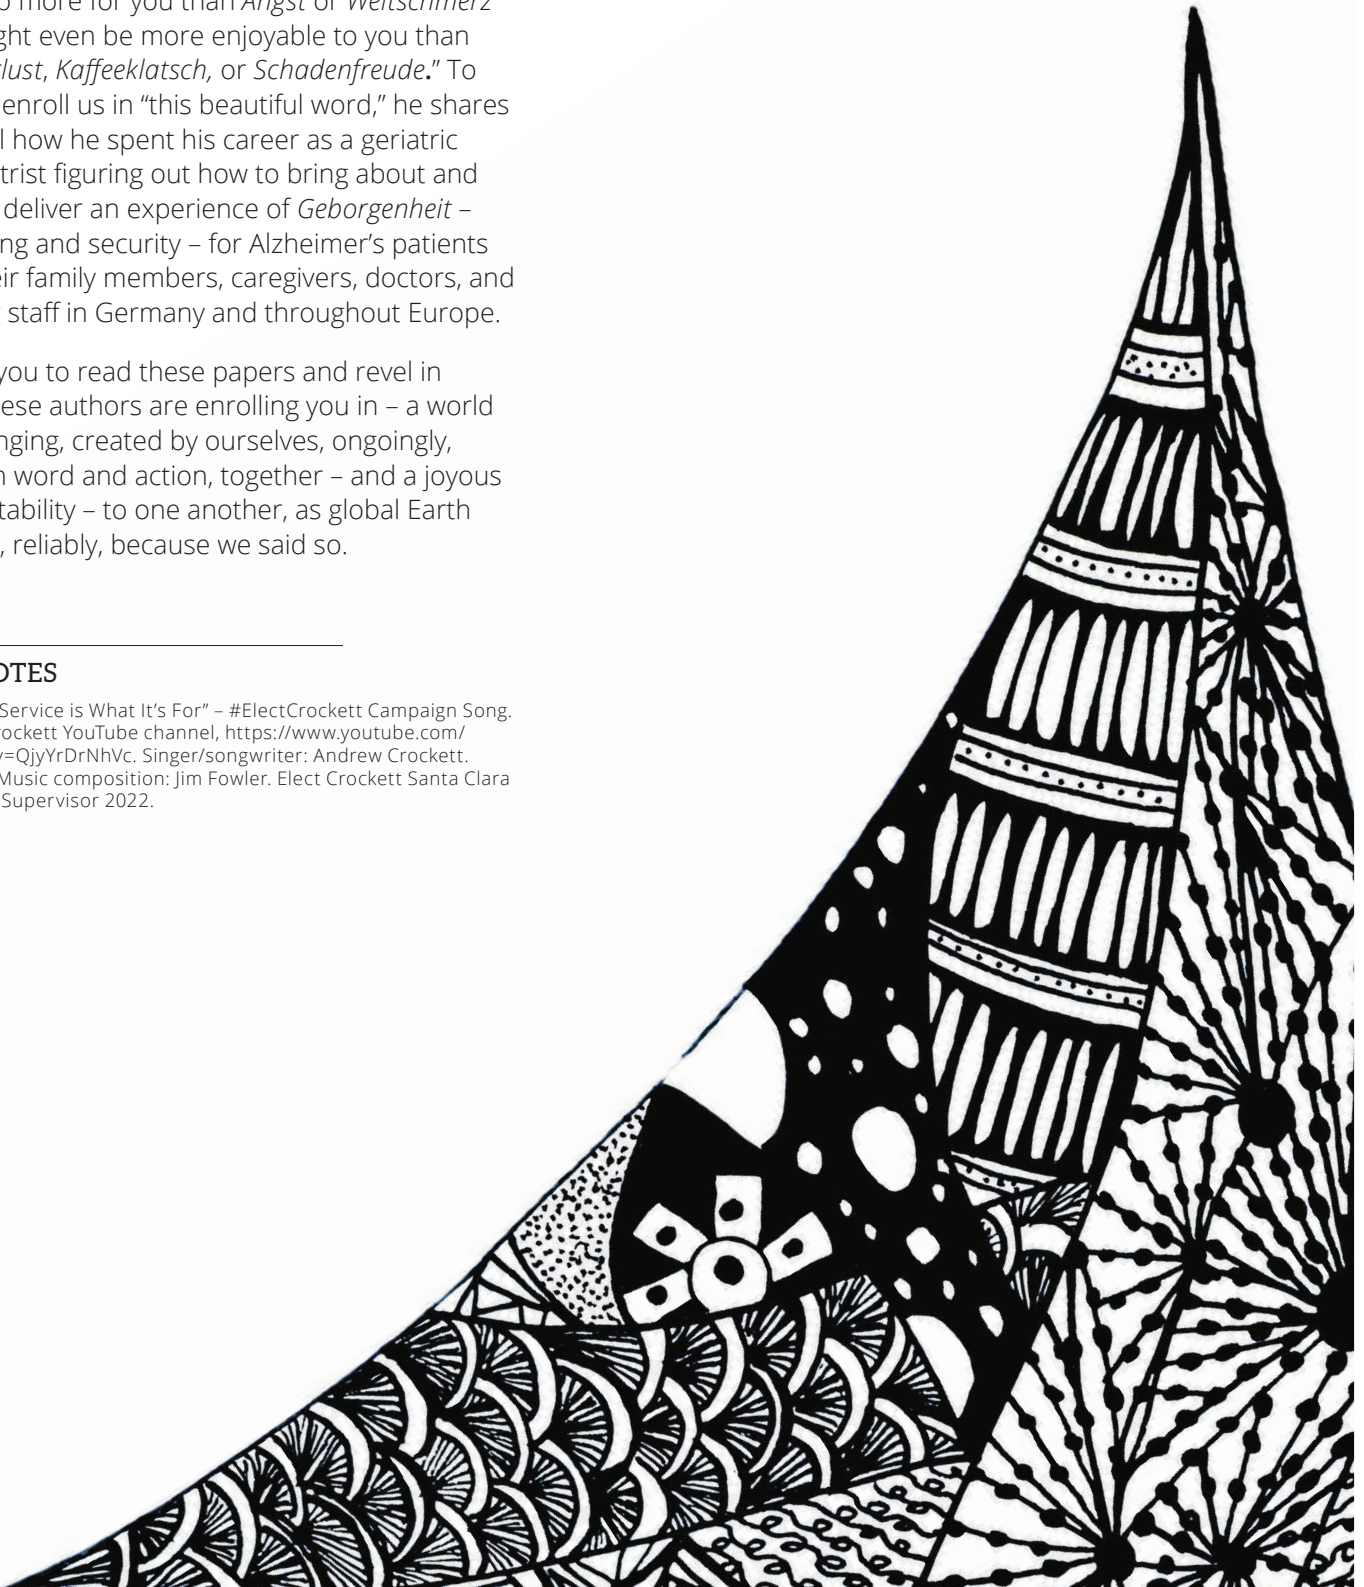 o more for you than Angst or Weltschmerz
ght even be more enjoyable to you than
lust, Kaffeeklatsch, or Schadenfreude.” To
enroll us in “this beautiful word,” he shares
l how he spent his career as a geriatric
trist figuring out how to bring about and
deliver an experience of Geborgenheit –
ng and security – for Alzheimer’s patients
eir family members, caregivers, doctors, and
g staff in Germany and throughout Europe.
you to read these papers and revel in
ese authors are enrolling you in – a world
nging, created by ourselves, ongoingly,
n word and action, together – and a joyous
tability – to one another, as global Earth
, reliably, because we said so.
OTES
Service is What It’s For” – #ElectCrockett Campaign Song.
rockett YouTube channel, https://www.youtube.com/
v=QjyYrDrNhVc. Singer/songwriter: Andrew Crockett.
Music composition: Jim Fowler. Elect Crockett Santa Clara
Supervisor 2022.